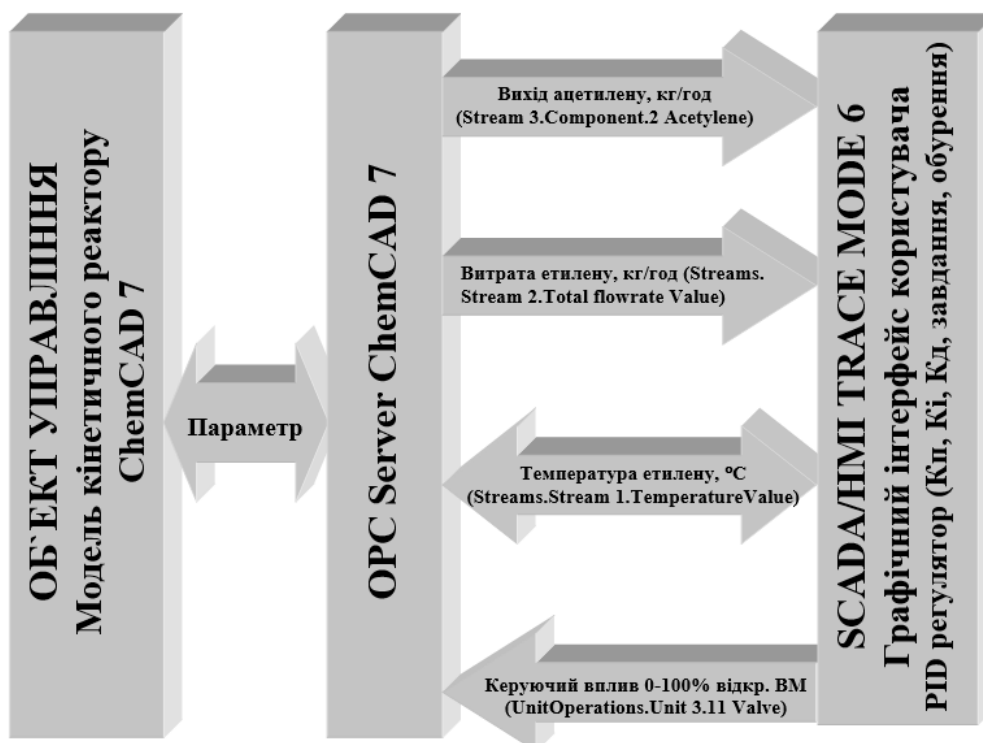 ОБ`ЕКТ УПРАВЛІННЯ
Модель кінетичного реактору
ChemCAD 7
Параметр
OPC Server ChemCAD 7
Вихід ацетилену, кг/год
(Stream 3.Component.2 Acetylene)
Витрата етилену, кг/год (Streams.
Stream 2.Total flowrate Value)
Температура етилену, °C
(Streams.Stream 1.TemperatureValue)
Керуючий вплив 0-100% відкр. ВМ
(UnitOperations.Unit 3.11 Valve)
SCADA/HMI TRACE MODE 6
Графічний інтерфейс користувача
PID регулятор (Кп, Кі, Кд, завдання, обурення)